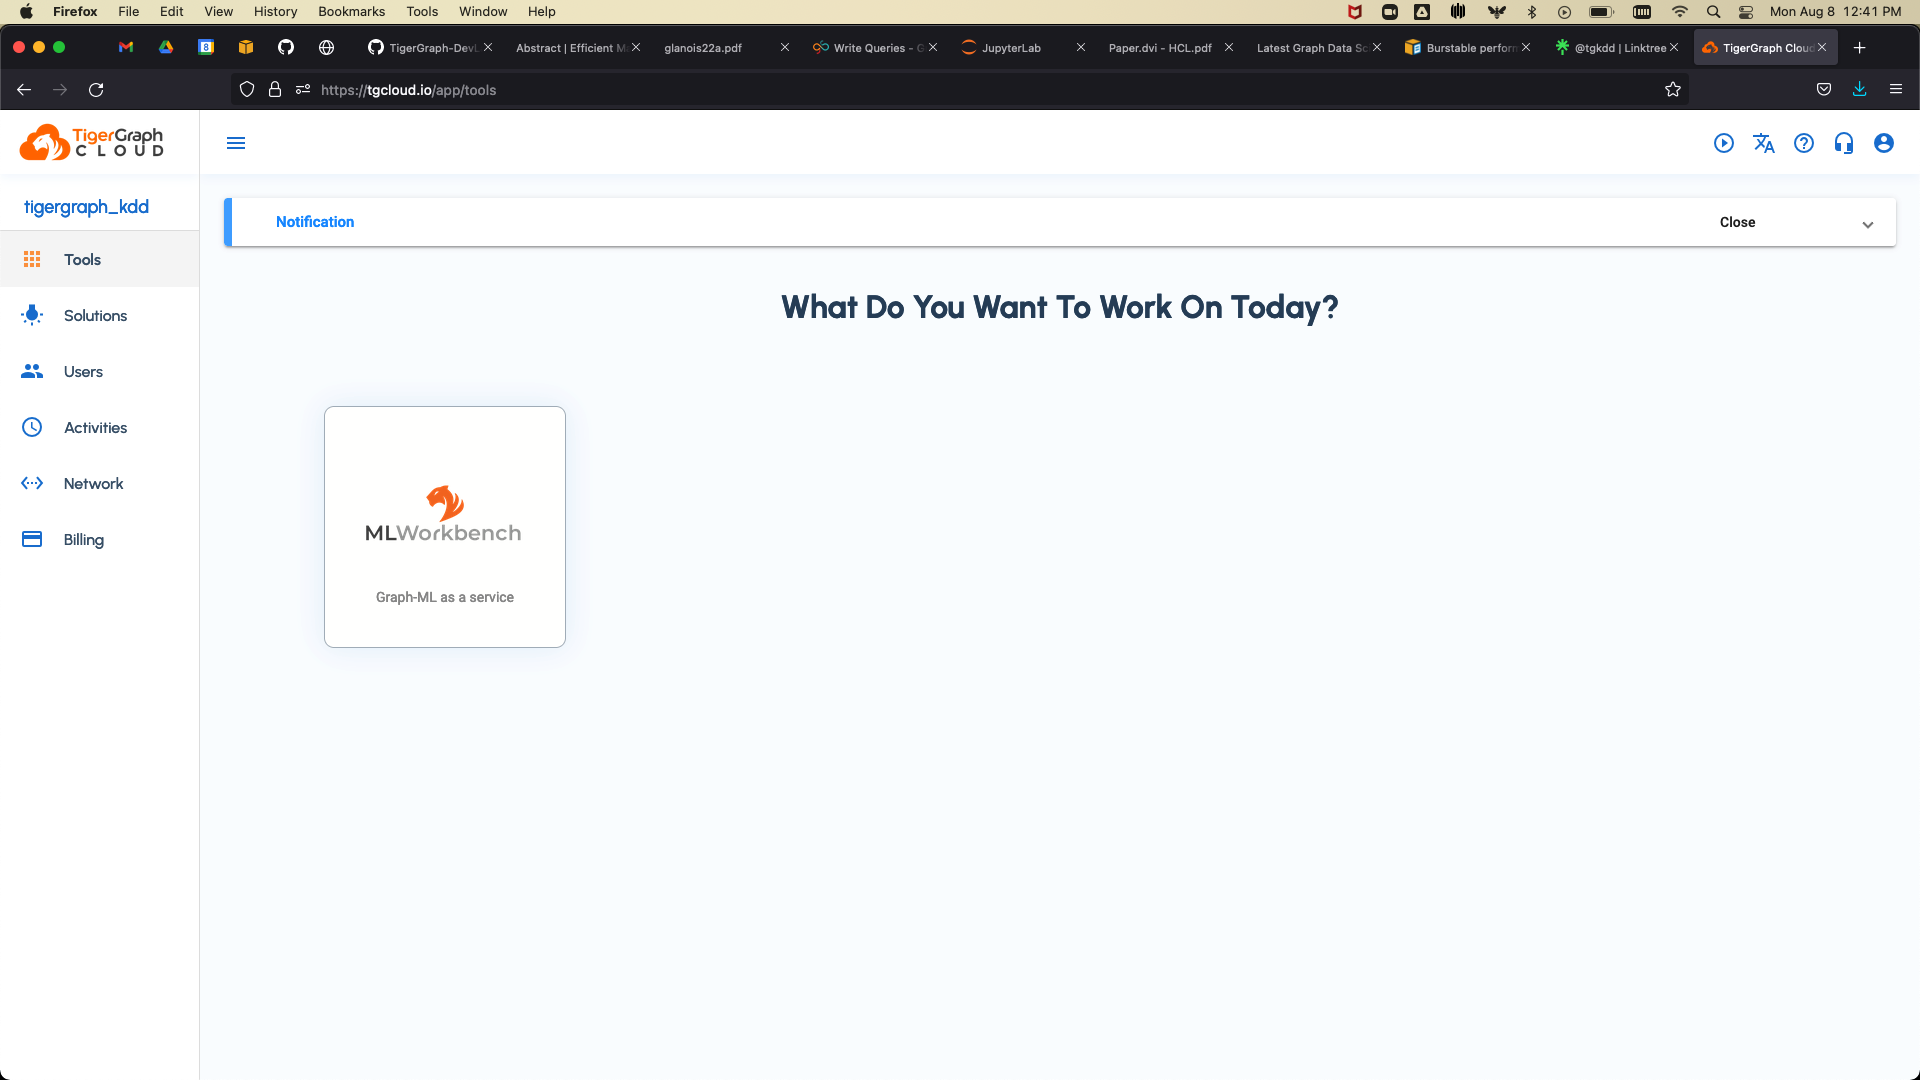 Firefox File Edit View History Bookmarks Tools Window Help Mon Aug 8 12:41 PM
TigerGraph-DevL Abstract | Efficient Ma glanois22a.pdf Write Queries - G JupyterLab Paper.dvi - HCL.pdf Latest Graph Data Sc Burstable perform @tgkdd | Linktree TigerGraph Cloud
https://tgcloud.io/app/tools
TigerGraph
CLOUD
tigergraph_kdd
Tools
Solutions
Users
Activities
Network
Billing
Notification Close
What Do You Want To Work On Today?
MLWorkbench
Graph-ML as a service